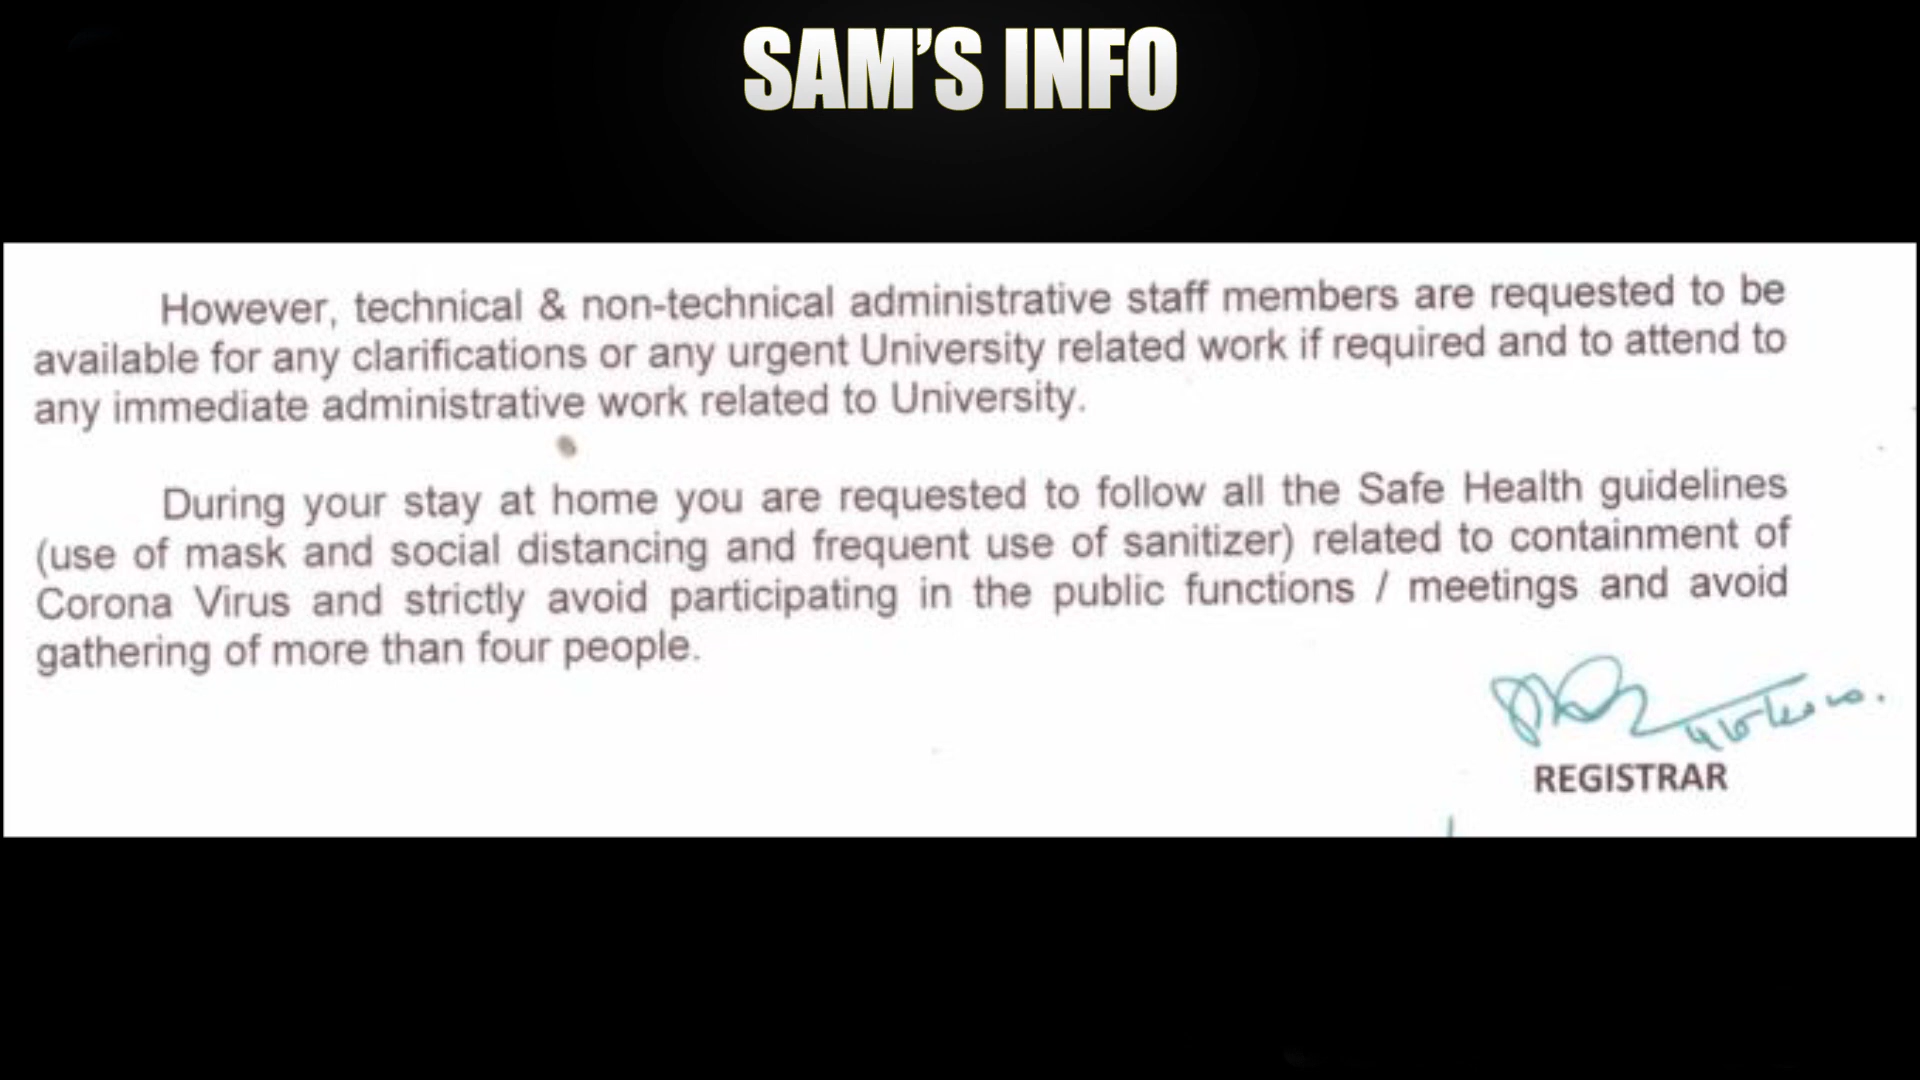 SAM'S INFO
However, technical & non-technical administrative staff members are requested to be
available for any clarifications or any urgent University related work if required and to attend to
any immediate administrative work related to University.
During your stay at home you are requested to follow all the Safe Health guidelines
(use of mask and social distancing and frequent use of sanitizer) related to containment of
Corona Virus and strictly avoid participating in the public functions / meetings and avoid
gathering of more than four people.
REGISTRAR